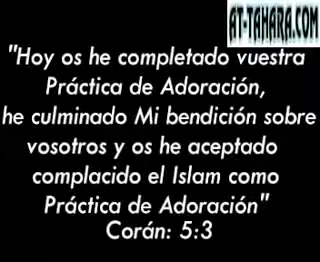 AT-TAHARA.COM
"Hoy os he completado vuestra
Práctica de Adoración,
he culminado Mi bendición sobre
vosotros y os he aceptado
complacido el Islam como
Práctica de Adoración"
Corán: 5:3